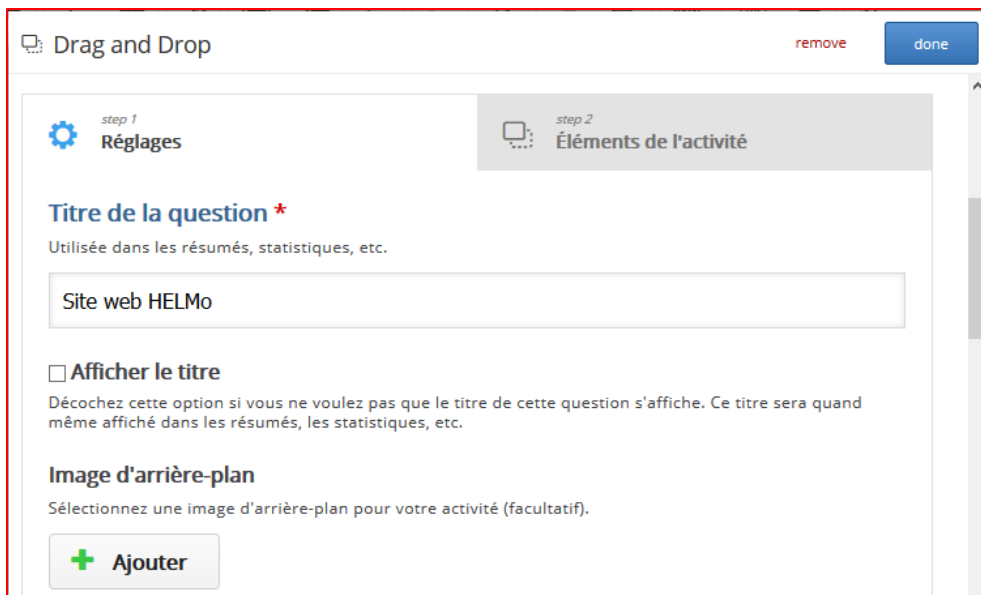 Drag and Drop
remove
done
step 1
Réglages
step 2
Éléments de l'activité
Titre de la question *
Utilisée dans les résumés, statistiques, etc.
Site web HELMo
Afficher le titre
Décochez cette option si vous ne voulez pas que le titre de cette question s'affiche. Ce titre sera quand
même affiché dans les résumés, les statistiques, etc.
Image d'arrière-plan
Sélectionnez une image d'arrière-plan pour votre activité (facultatif).
Ajouter